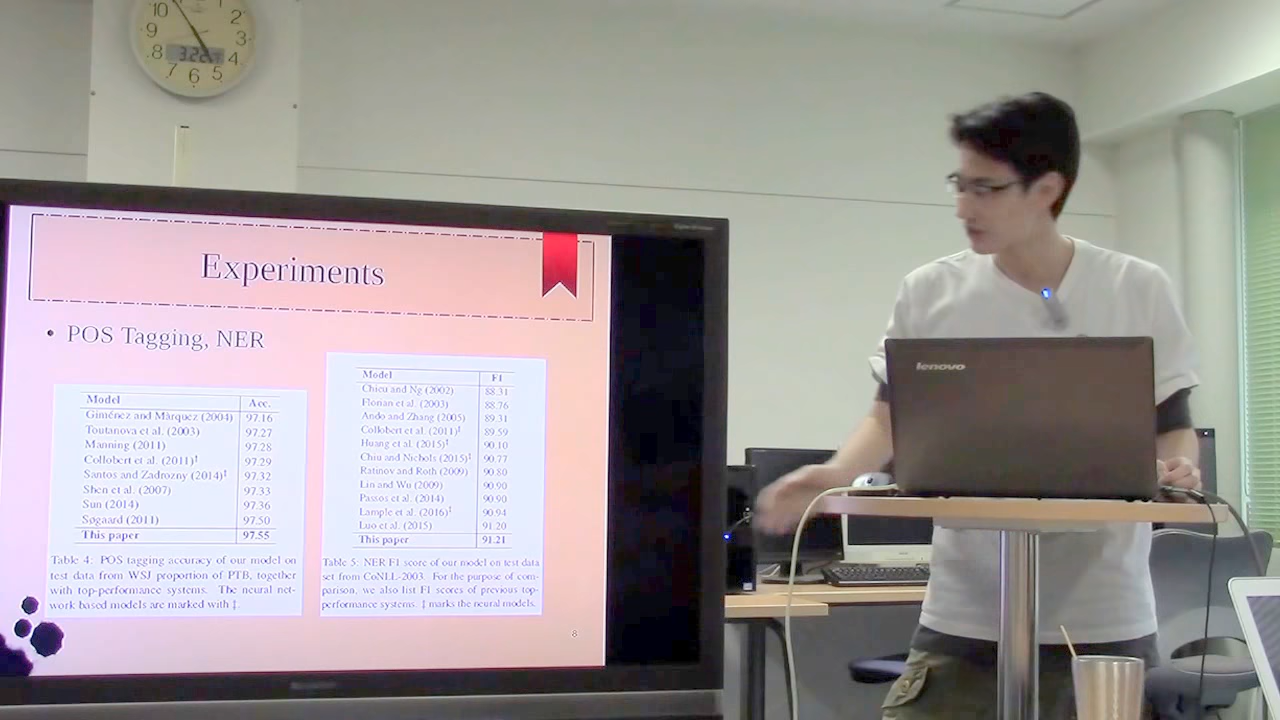 10
2
9
3
8
4
7
6
5
Experiments
• POS Tagging, NER
Model Acc.
Giménez and Màrquez (2004) 97.16
Toutanova et al. (2003) 97.27
Manning (2011) 97.28
Collobert et al. (2011)‡ 97.29
Santos and Zadrozny (2014)‡ 97.32
Shen et al. (2007) 97.33
Sun (2014) 97.36
Søgaard (2011) 97.50
This paper 97.55
Table 4: POS tagging accuracy of our model on
test data from WSJ proportion of PTB, together
with top-performance systems. The neural net-
work based models are marked with ‡.
Model F1
Chieu and Ng (2002) 88.31
Florian et al. (2003) 88.76
Ando and Zhang (2005) 89.31
Collobert et al. (2011)‡ 89.59
Huang et al. (2015)‡ 90.10
Chiu and Nichols (2015)‡ 90.77
Ratinov and Roth (2009) 90.80
Lin and Wu (2009) 90.90
Passos et al. (2014) 90.90
Lample et al. (2016)‡ 90.94
Luo et al. (2015) 91.20
This paper 91.21
Table 5: NER F1 score of our model on test data
set from CoNLL-2003. For the purpose of com-
parison, we also list F1 scores of previous top-
performance systems. ‡ marks the neural models.
8
lenovo